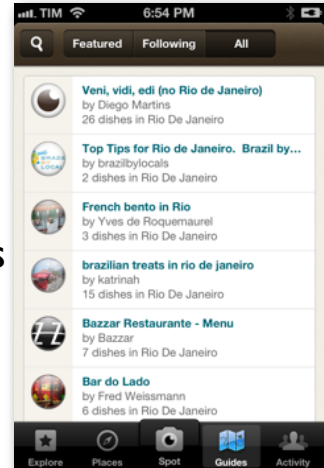 TIM 6:54 PM
Featured Following All
Veni, vidi, edi (no Rio de Janeiro)
by Diego Martins
26 dishes in Rio De Janeiro
Top Tips for Rio de Janeiro. Brazil by...
by brazilbylocals
2 dishes in Rio De Janeiro
French bento in Rio
by Yves de Roquemaurel
3 dishes in Rio De Janeiro
s
brazilian treats in rio de janeiro
by katrinah
15 dishes in Rio De Janeiro
Bazzar Restaurante - Menu
by Bazzar
7 dishes in Rio De Janeiro
Bar do Lado
by Fred Weissmann
6 dishes in Rio De Janeiro
Explore Places Spot Guides Activity